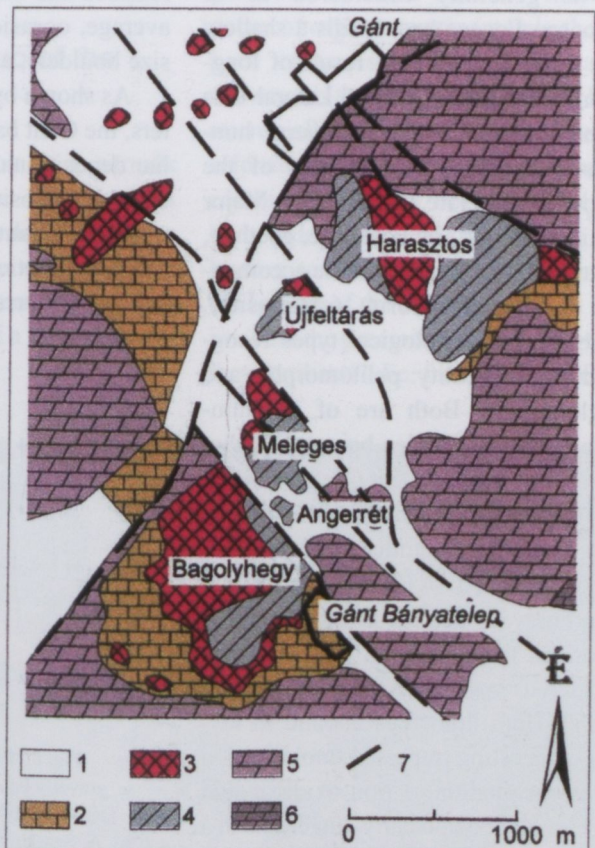 Gánt
Harasztos
Újfeltárás
Meleges
Angerrét
Bagolyhegy
Gánt Bányatelep
É
1 3 5 7
2 4 6
0 1000 m